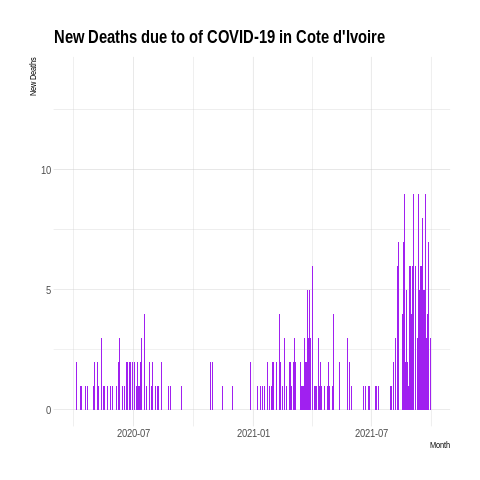 New Deaths due to of COVID-19 in Cote d'Ivoire
New Deaths
10
5
0
2020-07
2021-01
2021-07
Month